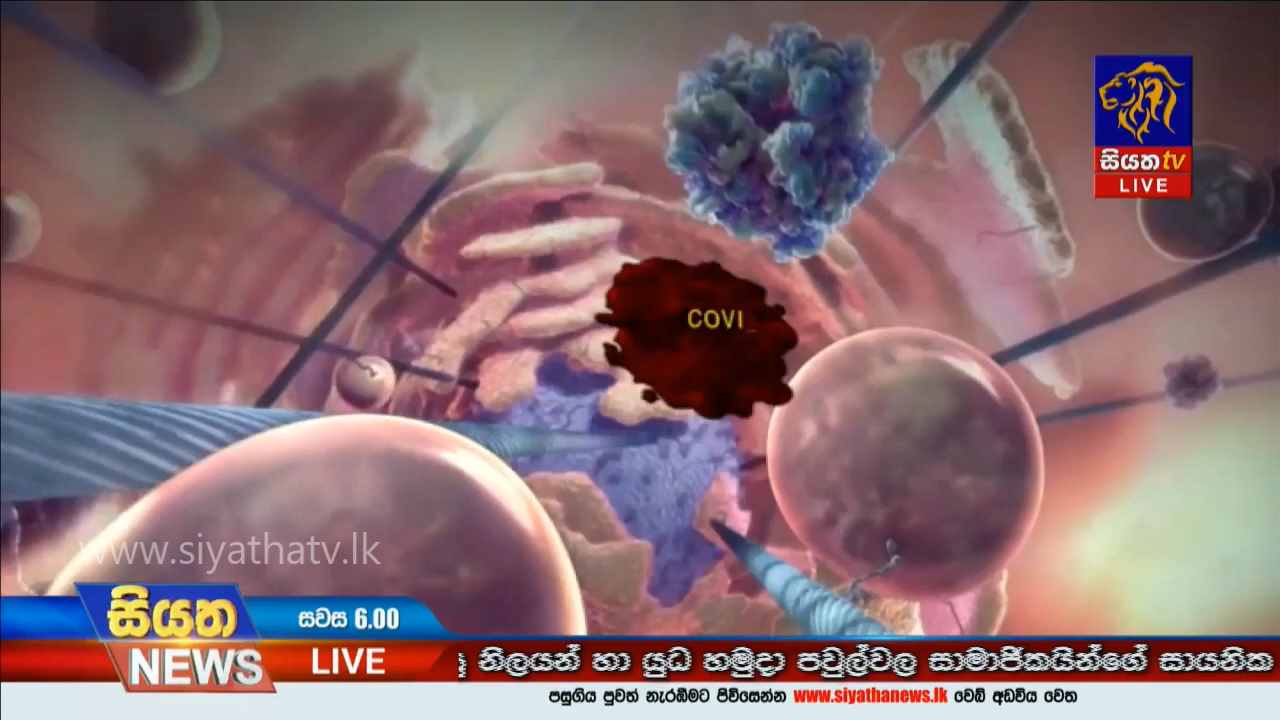 සියත tv
LIVE
COVI_
www.siyathatv.lk
සියත
NEWS
සවස 6.00
LIVE
නිලයන් හා යුධ හමුදා පවුල්වල සාමාජිකයින්ගේ සායනික
පසුගිය පුවත් නැරඹීමට පිවිසෙන්න www.siyathanews.lk වෙබ් අඩවිය වෙත